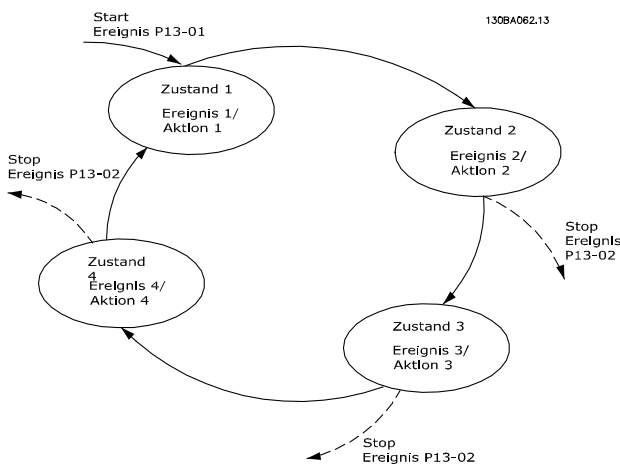 Start
Ereignis P13-01
130BA062.13
Zustand 1
Ereignis 1/
Aktion 1
Zustand 2
Ereignis 2/
Aktion 2
Stop
Ereignis P13-02
Stop
Ereignis
P13-02
Zustand
4
Ereignis 4/
Aktion 4
Zustand 3
Ereignis 3/
Aktion 3
Stop
Ereignis P13-02